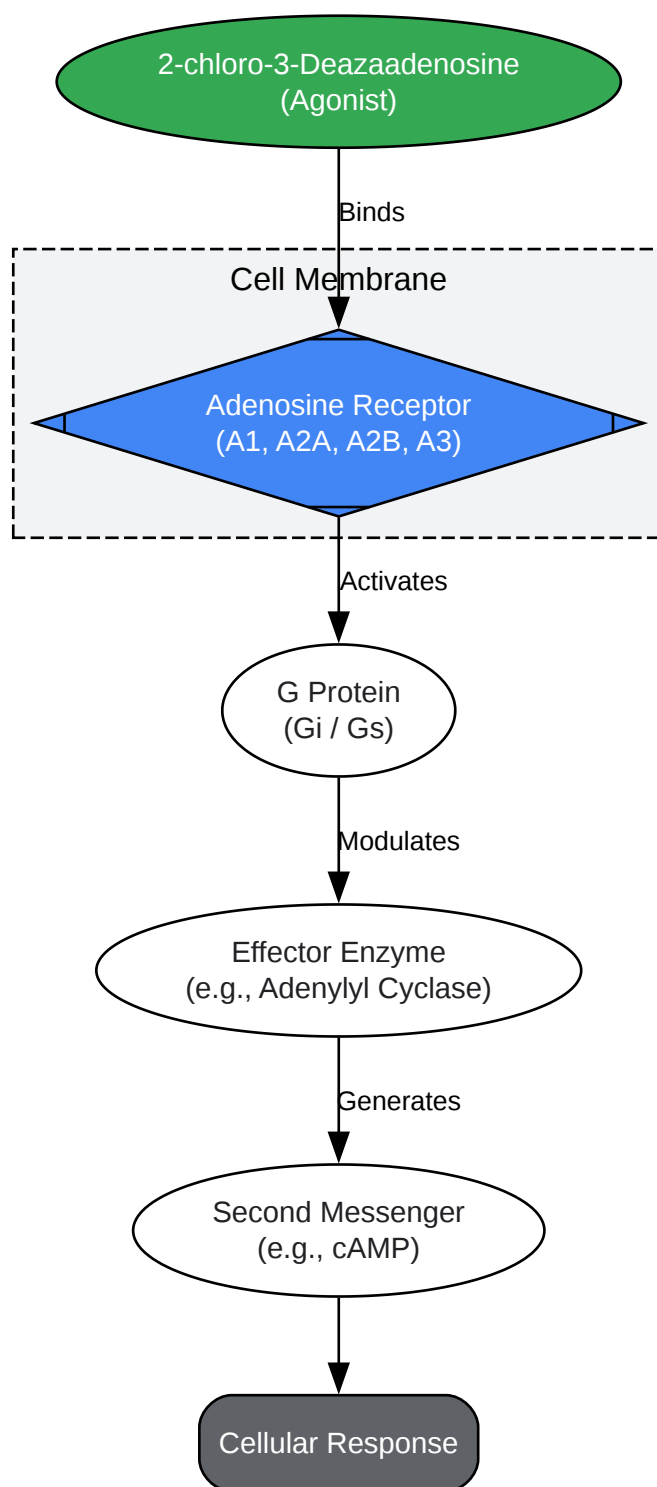 2-chloro-3-Deazaadenosine
(Agonist)
Binds
Cell Membrane
Adenosine Receptor
(A1, A2A, A2B, A3)
Activates
G Protein
(Gi / Gs)
Modulates
Effector Enzyme
(e.g., Adenylyl Cyclase)
Generates
Second Messenger
(e.g., cAMP)
Cellular Response